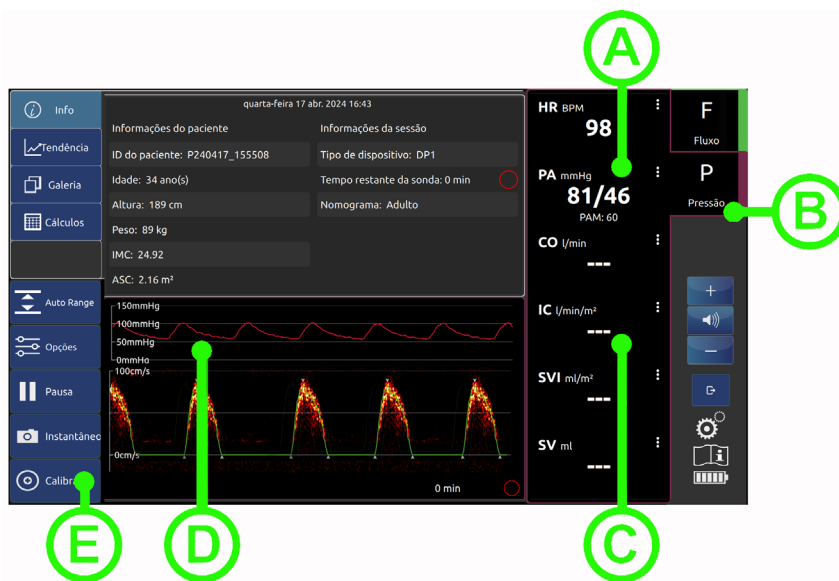 A
quarta-feira 17 abr. 2024 16:43
Info
Tendência
Galeria
Cálculos
Informações do paciente
ID do paciente: P240417_155508
Idade: 34 ano(s)
Altura: 189 cm
Peso: 89 kg
IMC: 24.92
ASC: 2.16 m²
Informações da sessão
Tipo de dispositivo: DP1
Tempo restante da sonda: 0 min
Nomograma: Adulto
HR BPM
98
PA mmHg
81/46
PAM: 60
CO l/min
---
IC l/min/m²
---
SVI ml/m²
---
SV ml
---
F
Fluxo
P
Pressão
B
+
−
Auto Range
Opções
Pausa
Instantâneo
150mmHg
100mmHg
50mmHg
0mmHg
100cm/s
0cm/s
0 min
E
D
C